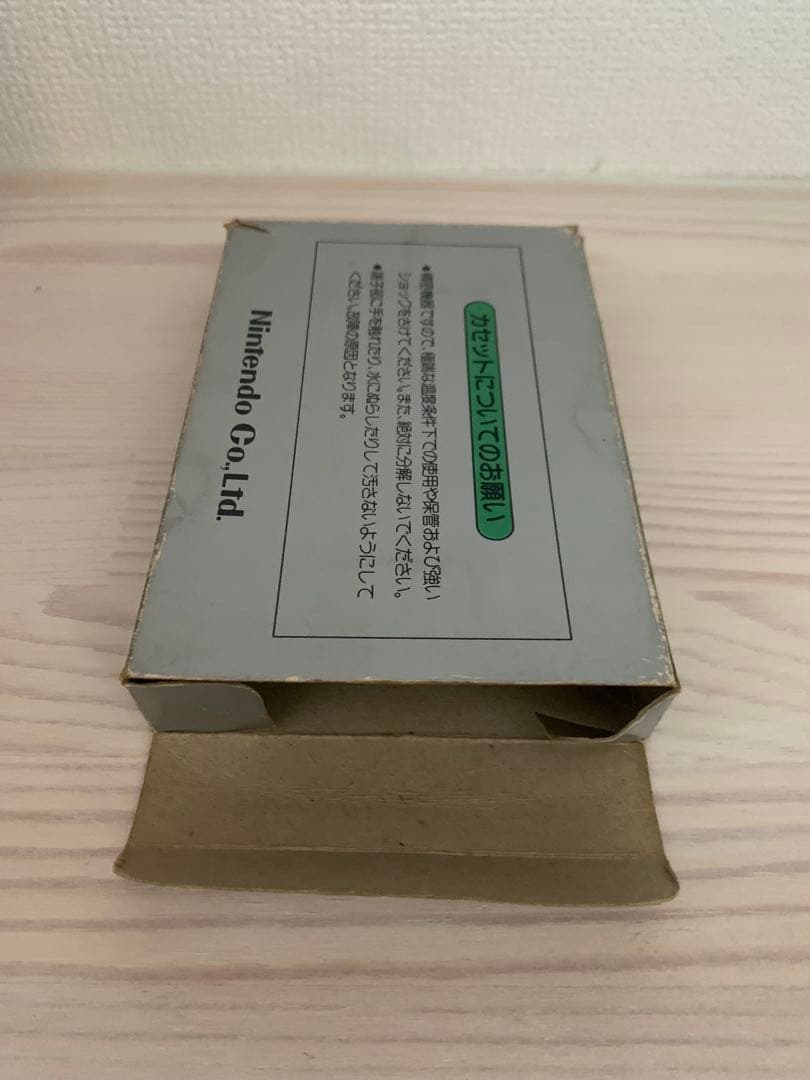 カセットについてのお願い
●精密機器ですので、極端な温度条件下での使用や保管および強い
ショックをさけてください。また、絶対に分解しないでください。
●端子部に手を触れたり、水にぬらしたりして汚さないようにして
ください。故障の原因となります。
Nintendo Co.,Ltd.